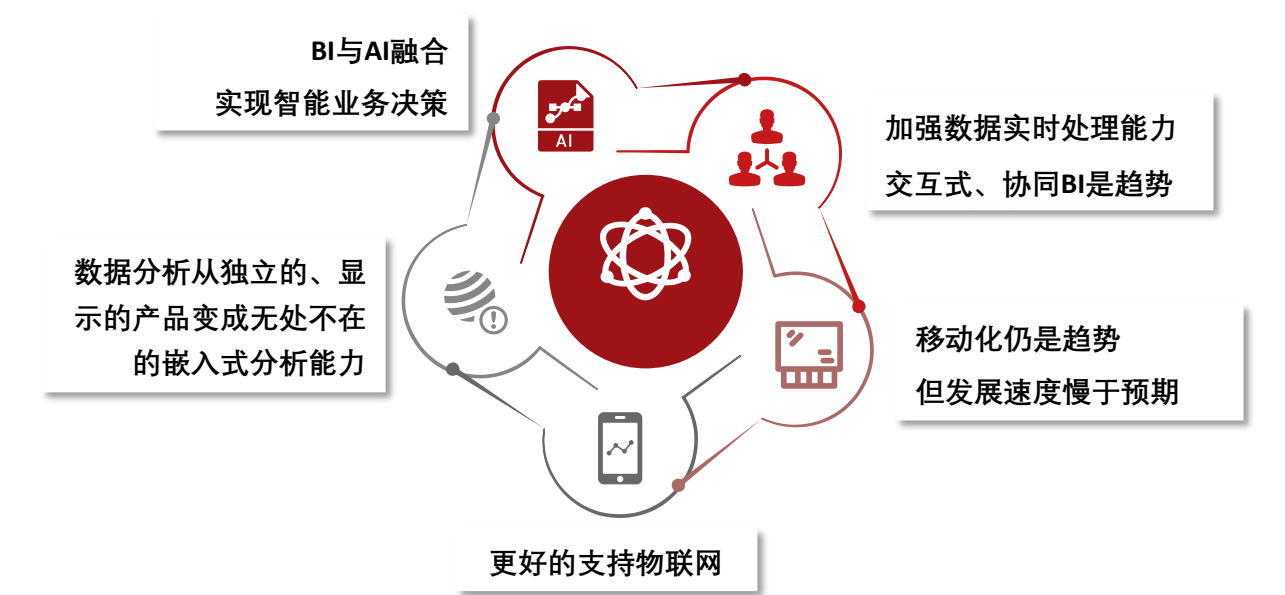 BI与AI融合
实现智能业务决策
AI
加强数据实时处理能力
交互式、协同BI是趋势
数据分析从独立的、显
示的产品变成无处不在
的嵌入式分析能力
移动化仍是趋势
但发展速度慢于预期
更好的支持物联网